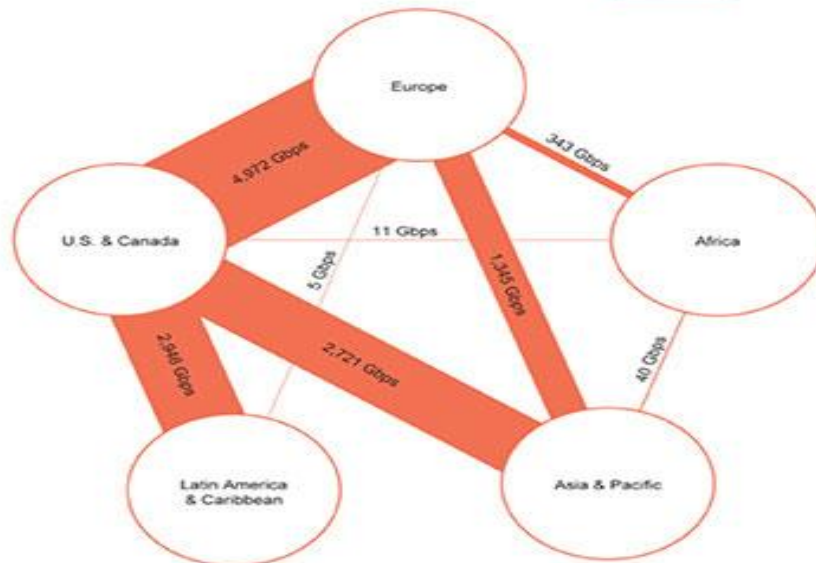 Europe
4,972 Gbps
343 Gbps
U.S. & Canada
11 Gbps
Africa
5 Gbps
1,345 Gbps
2,946 Gbps
2,721 Gbps
40 Gbps
Latin America
& Caribbean
Asia & Pacific